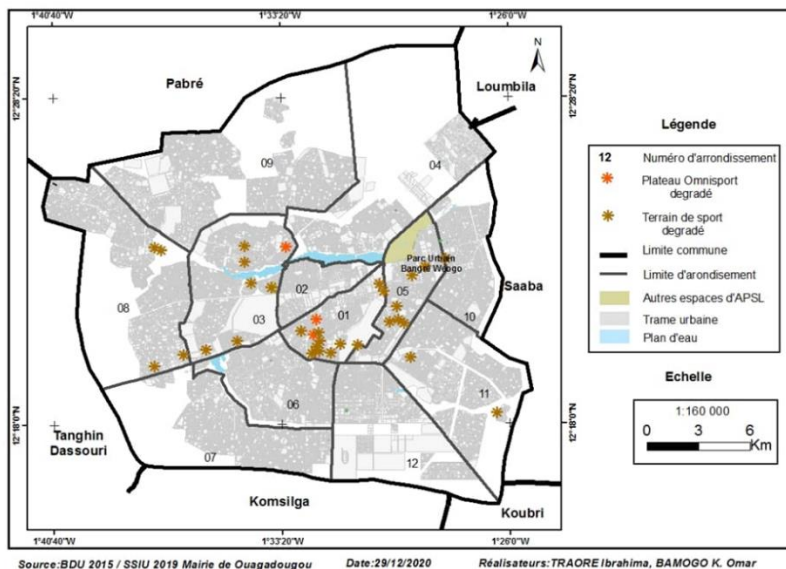 1°40'40"W 1°33'20"W 1°26'0"W
N
Pabré
Loumbila
12°28'20"N
12°28'20"N
09
04
Parc Urbain
Bangr Weogo
Saaba
08
02
05
03
01
10
11
06
12°18'0"N
12°18'0"N
Tanghin
Dassouri
07
12
Komsilga
Koubri
1°40'40"W 1°33'20"W 1°26'0"W
Légende
12 Numéro d'arrondissement
Plateau Omnisport
degradé
Terrain de sport
degradé
Limite commune
Limite d'arondisement
Autres espaces d'APSL
Trame urbaine
Plan d'eau
Echelle
1:160 000
0 3 6
Km
Source:BDU 2015 / SSIU 2019 Mairie de Ouagadougou Date:29/12/2020 Réalisateurs:TRAORE Ibrahima, BAMOGO K. Omar